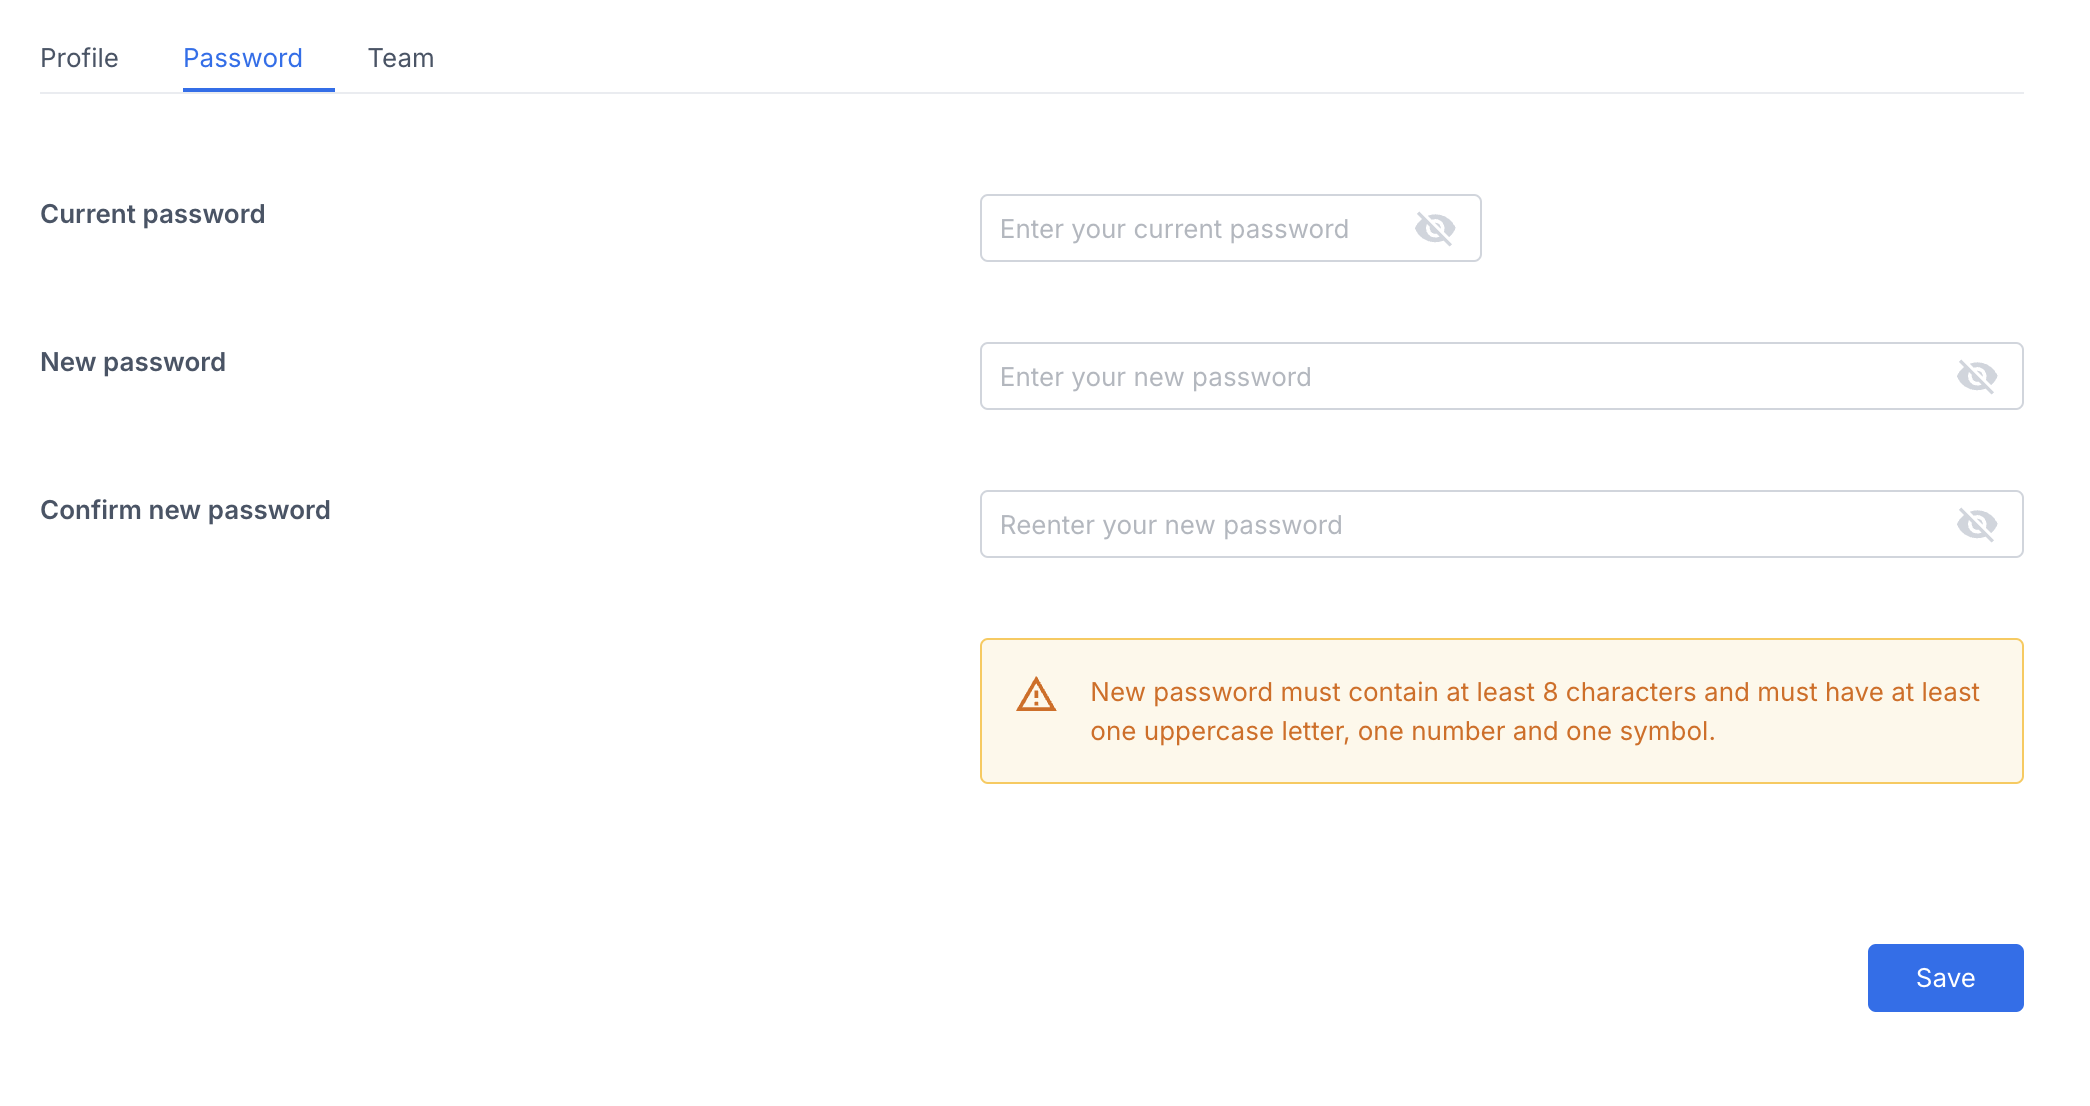 Profile Password Team
Current password
Enter your current password
New password
Enter your new password
Confirm new password
Reenter your new password
New password must contain at least 8 characters and must have at least
one uppercase letter, one number and one symbol.
Save